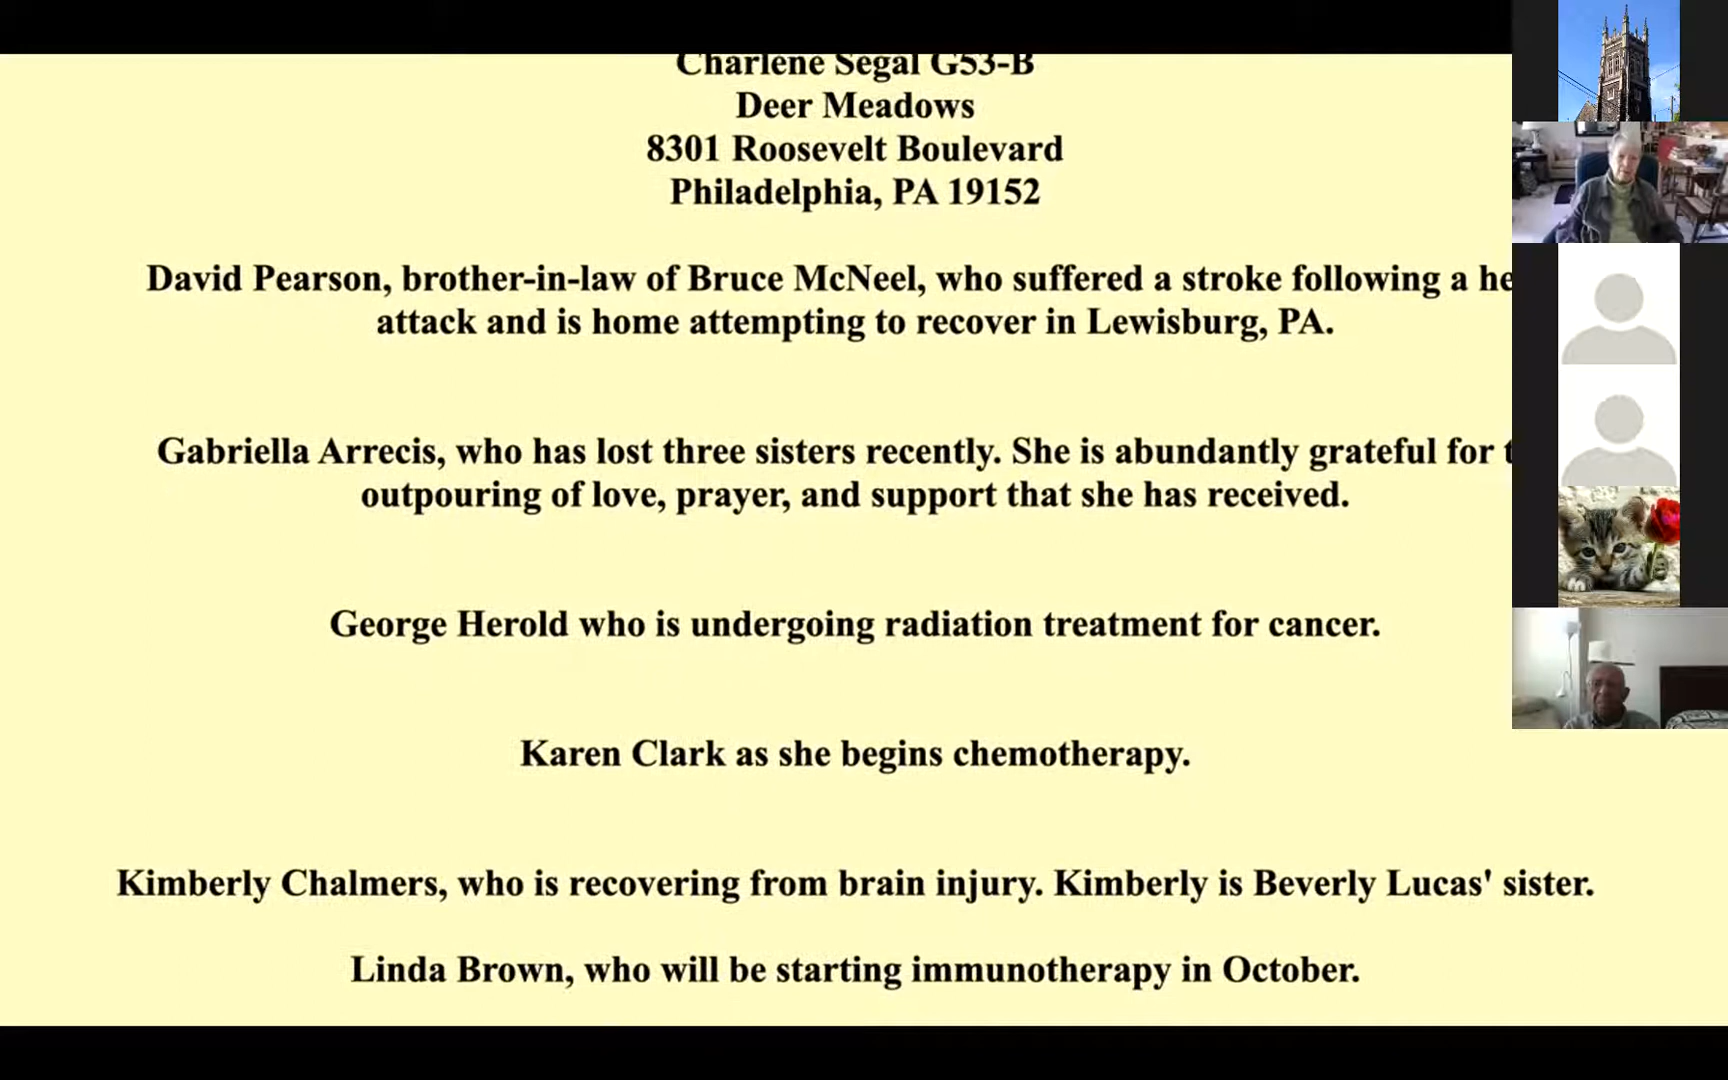 Charlene Segal G53-B
Deer Meadows
8301 Roosevelt Boulevard
Philadelphia, PA 19152
David Pearson, brother-in-law of Bruce McNeel, who suffered a stroke following a
attack and is home attempting to recover in Lewisburg, PA.
Gabriella Arrecis, who has lost three sisters recently. She is abundantly grateful for
outpouring of love, prayer, and support that she has received.
George Herold who is undergoing radiation treatment for cancer.
Karen Clark as she begins chemotherapy.
Kimberly Chalmers, who is recovering from brain injury. Kimberly is Beverly Lucas' sister.
Linda Brown, who will be starting immunotherapy in October.